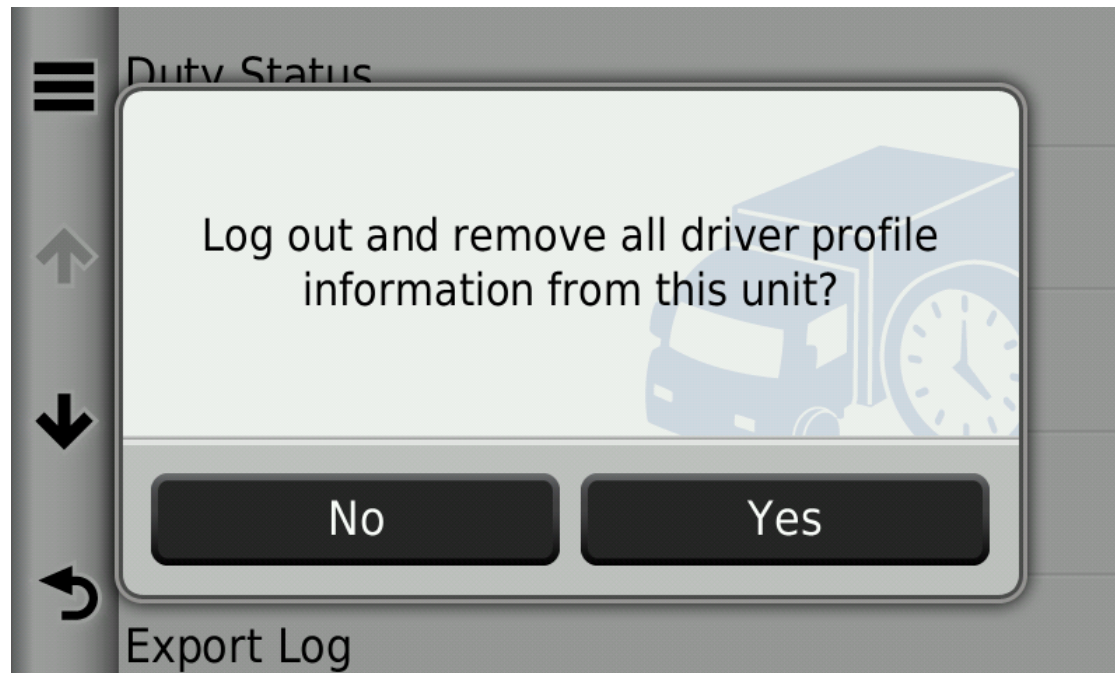 Duty Status
Log out and remove all driver profile
information from this unit?
No
Yes
Export Log